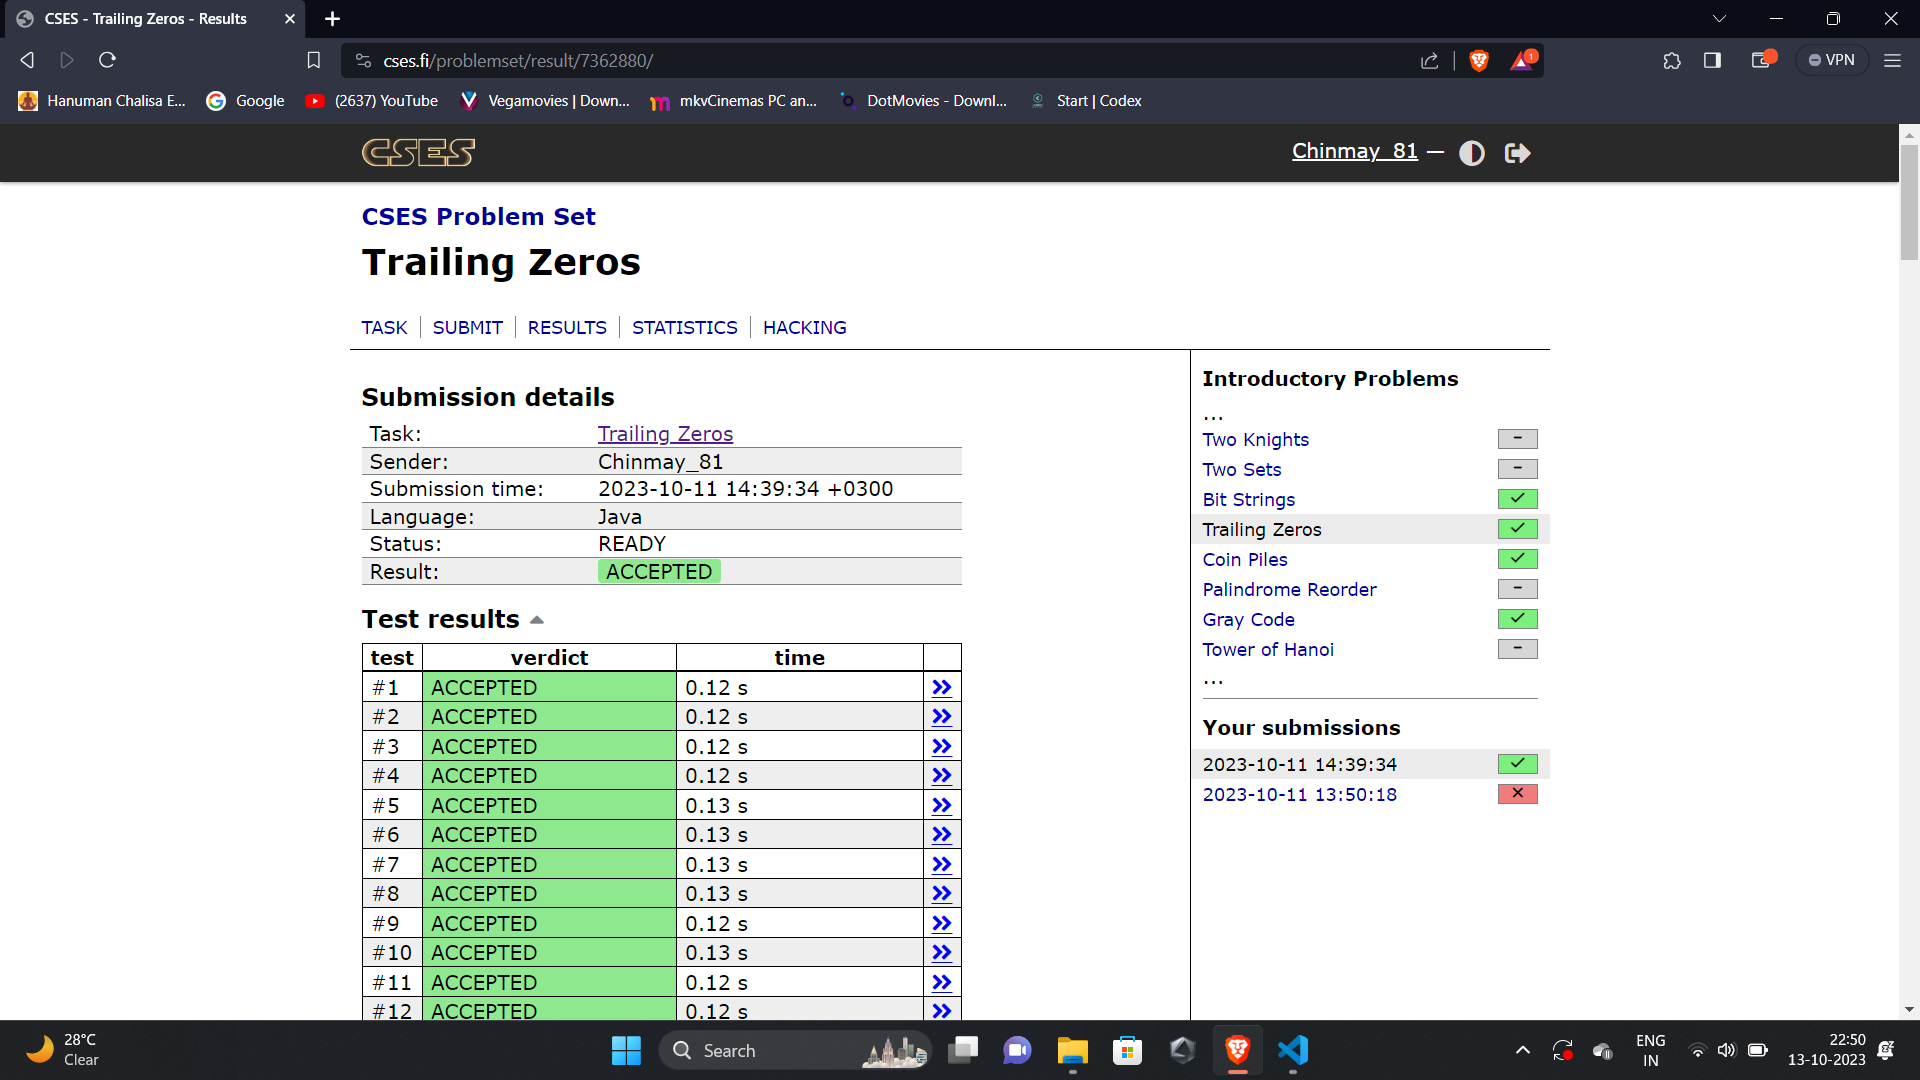 CSES - Trailing Zeros - Results
cses.fi/problemset/result/7362880/
1
VPN
Hanuman Chalisa E...
Google
(2637) YouTube
Vegamovies | Down...
mkvCinemas PC an...
DotMovies - Downl...
Start | Codex
CSES
Chinmay_81 —
CSES Problem Set
Trailing Zeros
TASK | SUBMIT | RESULTS | STATISTICS | HACKING
Submission details
Task: Trailing Zeros
Sender: Chinmay_81
Submission time: 2023-10-11 14:39:34 +0300
Language: Java
Status: READY
Result: ACCEPTED
Test results
test verdict time
#1 ACCEPTED 0.12 s
#2 ACCEPTED 0.12 s
#3 ACCEPTED 0.12 s
#4 ACCEPTED 0.12 s
#5 ACCEPTED 0.13 s
#6 ACCEPTED 0.13 s
#7 ACCEPTED 0.13 s
#8 ACCEPTED 0.13 s
#9 ACCEPTED 0.12 s
#10 ACCEPTED 0.13 s
#11 ACCEPTED 0.12 s
#12 ACCEPTED 0.12 s
Introductory Problems
...
Two Knights –
Two Sets –
Bit Strings ✓
Trailing Zeros ✓
Coin Piles ✓
Palindrome Reorder –
Gray Code ✓
Tower of Hanoi –
...
Your submissions
2023-10-11 14:39:34 ✓
2023-10-11 13:50:18 ✕
28°C
Clear
Search
ENG
IN
22:50
13-10-2023